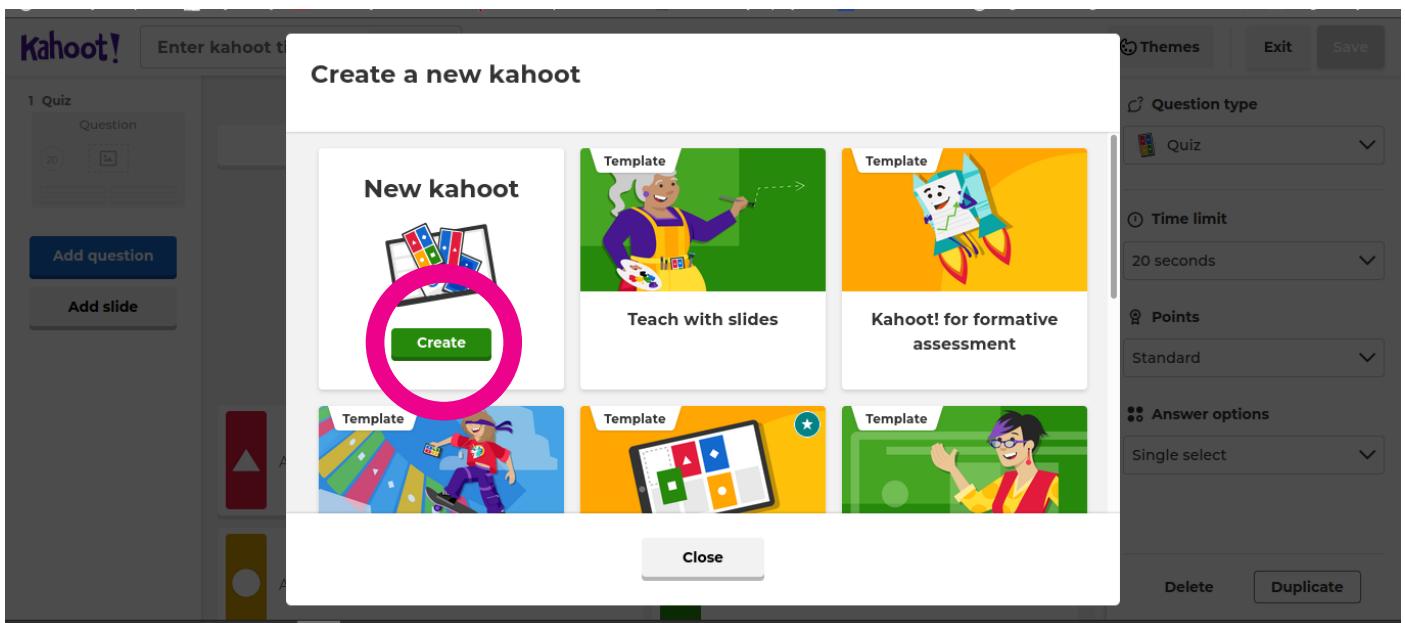 Kahoot!
Enter kahoot t
Themes
Exit
Save
Create a new kahoot
1 Quiz
Question
20
Add question
Add slide
New kahoot
Create
Template
Teach with slides
Template
Kahoot! for formative
assessment
Template
Template
Template
Close
Question type
Quiz
Time limit
20 seconds
Points
Standard
Answer options
Single select
Delete
Duplicate